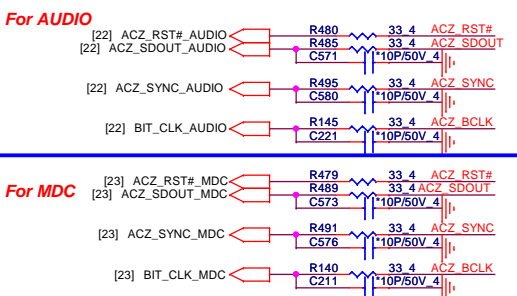 For AUDIO
[22] ACZ_RST#_AUDIO R480 33_4 ACZ_RST#
[22] ACZ_SDOUT_AUDIO R485 33_4 ACZ_SDOUT
C571 *10P/50V_4
[22] ACZ_SYNC_AUDIO R495 33_4 ACZ_SYNC
C580 *10P/50V_4
[22] BIT_CLK_AUDIO R145 33_4 ACZ_BCLK
C221 *10P/50V_4
For MDC
[23] ACZ_RST#_MDC R479 33_4 ACZ_RST#
[23] ACZ_SDOUT_MDC R489 33_4 ACZ_SDOUT
C573 *10P/50V_4
[23] ACZ_SYNC_MDC R491 33_4 ACZ_SYNC
C576 *10P/50V_4
[23] BIT_CLK_MDC R140 33_4 ACZ_BCLK
C211 *10P/50V_4